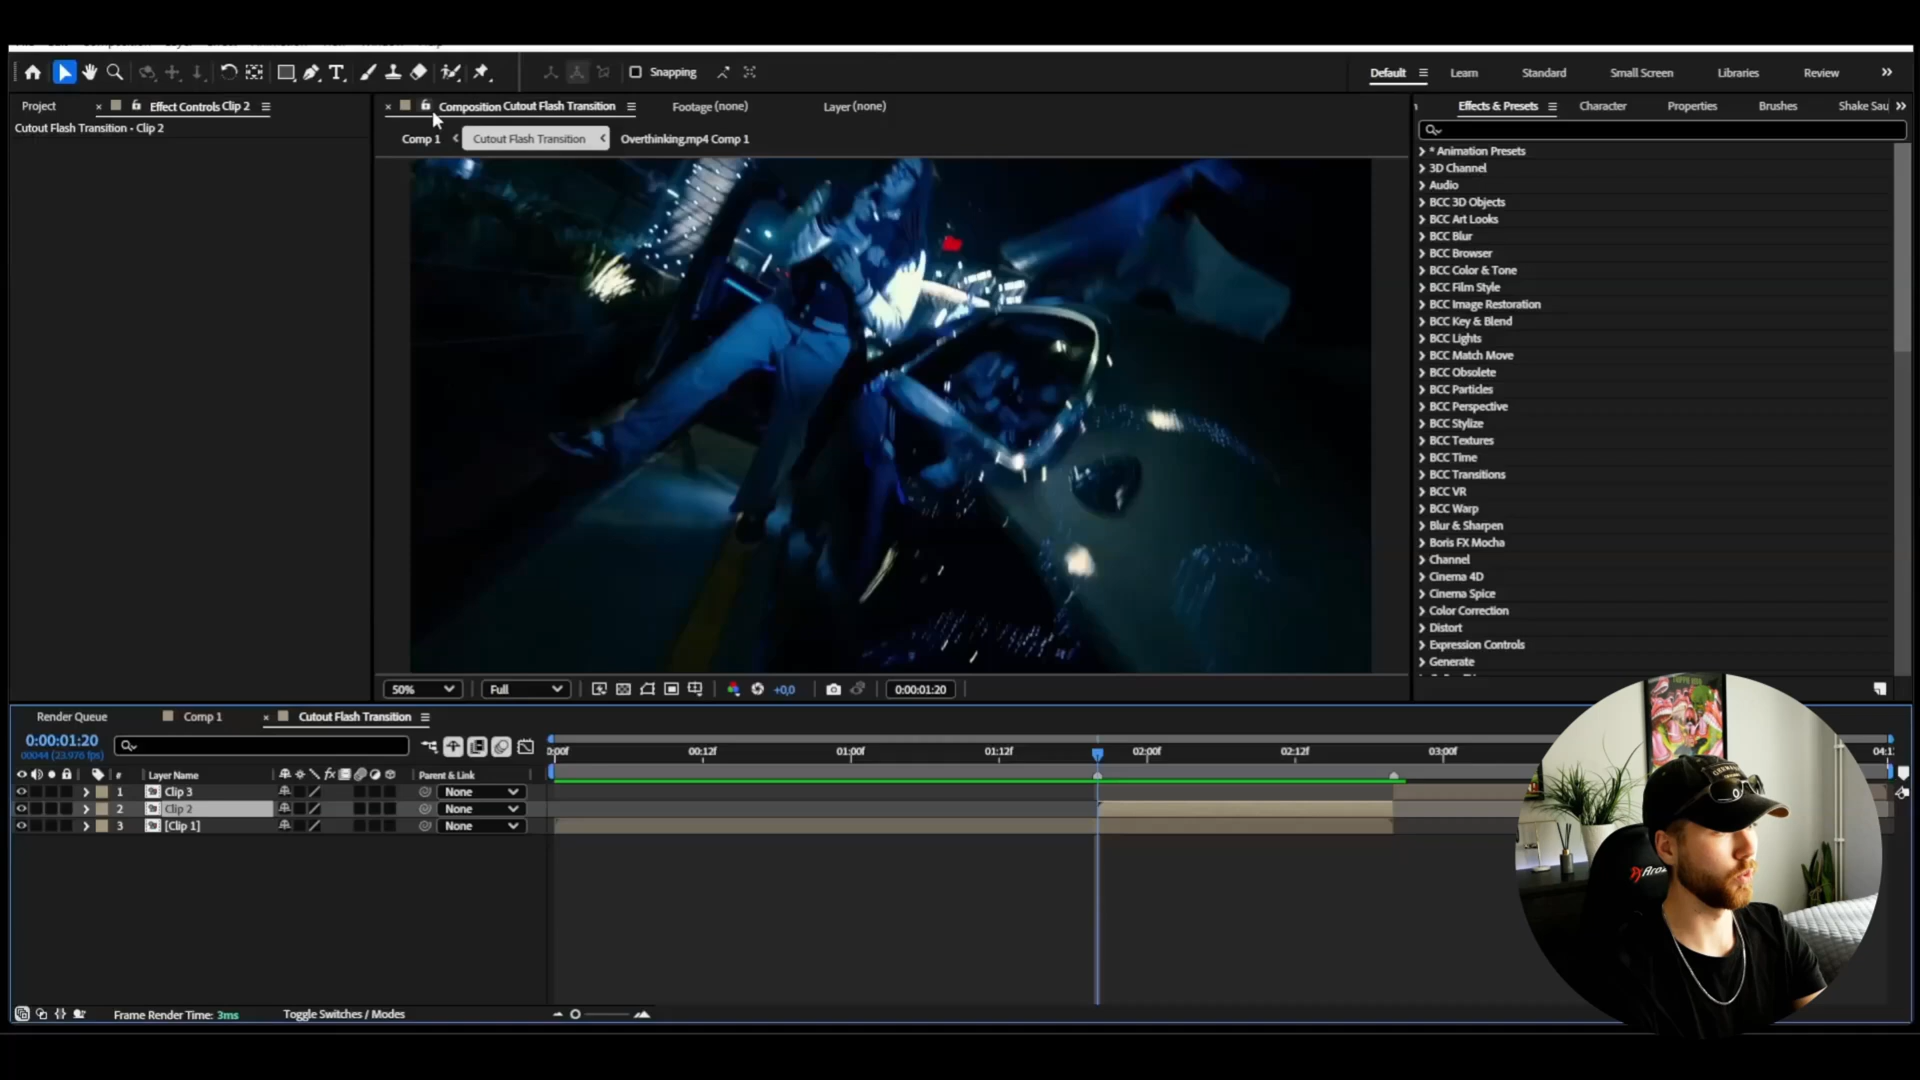 Snapping
Default
Learn
Standard
Small Screen
Libraries
Review
Project
Effect Controls Clip 2
Composition Cutout Flash Transition
Footage (none)
Layer (none)
Effects & Presets
Character
Properties
Brushes
Shake Sau
Cutout Flash Transition - Clip 2
Comp 1
Cutout Flash Transition
Overthinking.mp4 Comp 1
* Animation Presets
3D Channel
Audio
BCC 3D Objects
BCC Art Looks
BCC Blur
BCC Browser
BCC Color & Tone
BCC Film Style
BCC Image Restoration
BCC Key & Blend
BCC Lights
BCC Match Move
BCC Obsolete
BCC Particles
BCC Perspective
BCC Stylize
BCC Textures
BCC Time
BCC Transitions
BCC VR
BCC Warp
Blur & Sharpen
Boris FX Mocha
Channel
Cinema 4D
Cinema Spice
Color Correction
Distort
Expression Controls
Generate
50%
Full
+0,0
0:00:01:20
Render Queue
Comp 1
Cutout Flash Transition
0:00:01:20
00044 (23.976 fps)
0:00f
00:12f
01:00f
01:12f
02:00f
02:12f
03:00f
# Layer Name
Parent & Link
1 Clip 3 None
2 Clip 2 None
3 [Clip 1] None
Frame Render Time: 3ms
Toggle Switches / Modes